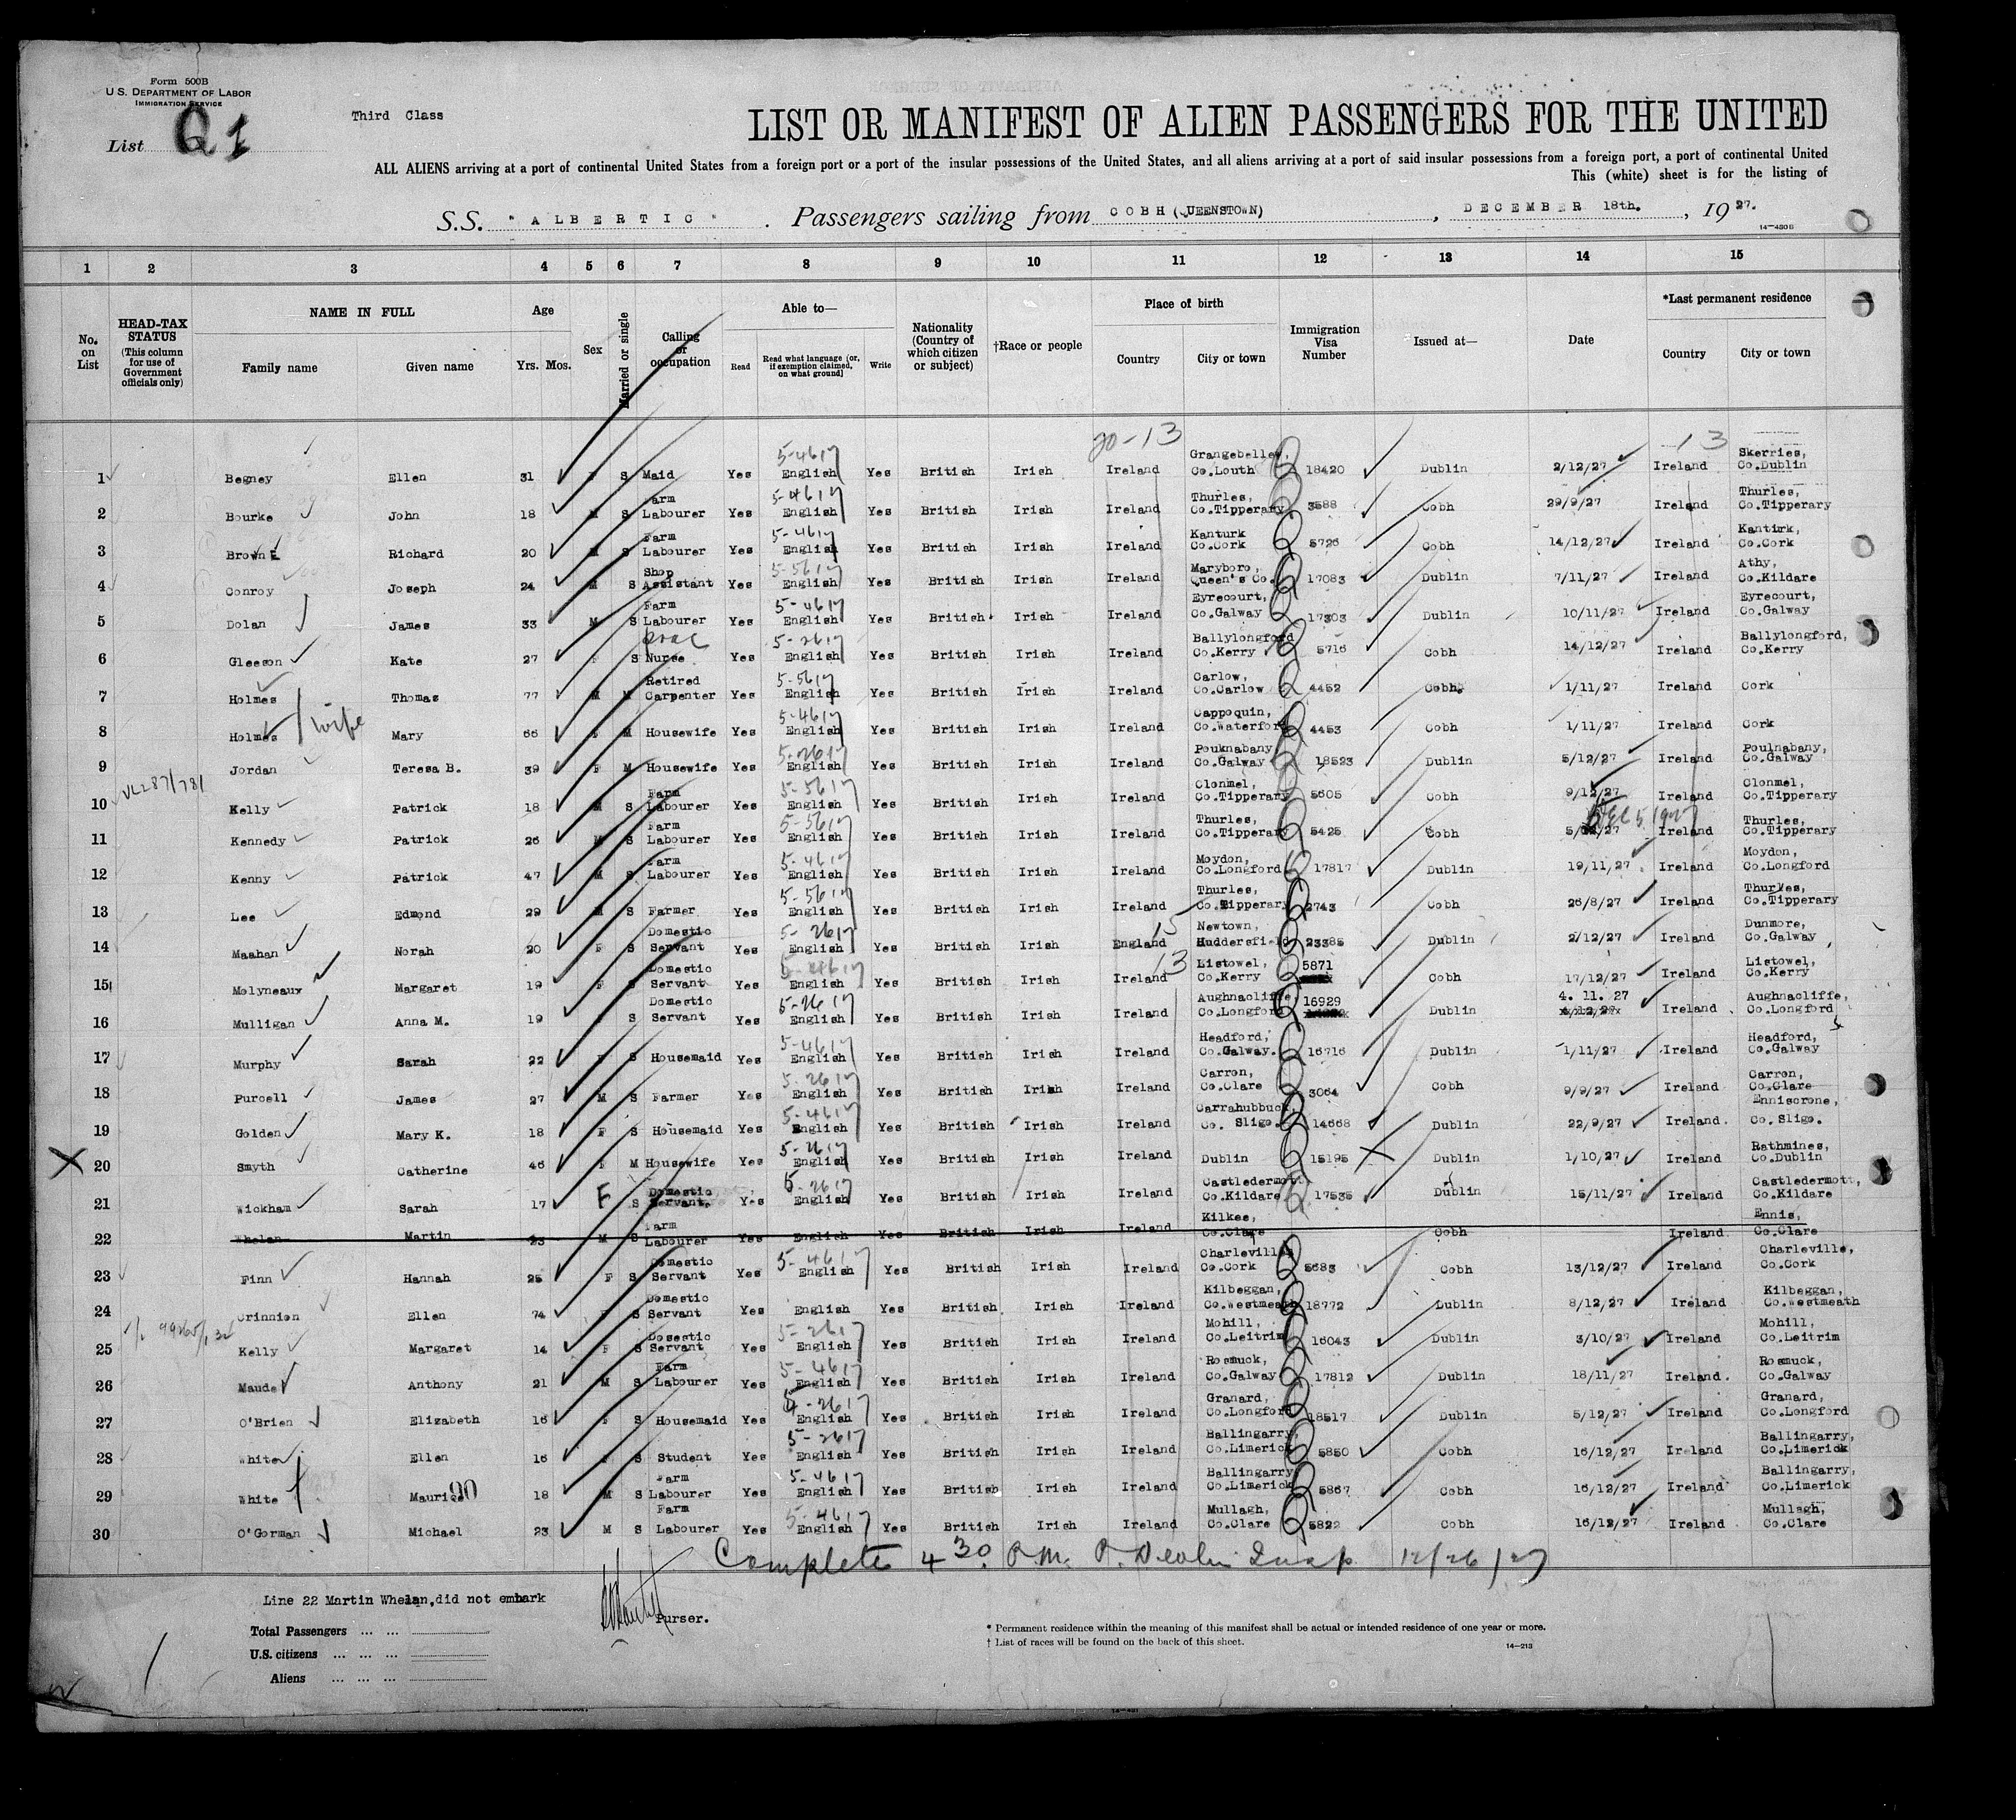 Form 500B
U. S. DEPARTMENT OF LABOR
IMMIGRATION SERVICE
List Q 1
Third Class
LIST OR MANIFEST OF ALIEN PASSENGERS FOR THE UNITED
ALL ALIENS arriving at a port of continental United States from a foreign port or a port of the insular possessions of the United States, and all aliens arriving at a port of said insular possessions from a foreign port, a port of continental United
This (white) sheet is for the listing of
S.S. "ALBERTIC". Passengers sailing from COBH (QUEENSTOWN), DECEMBER 18th., 1927.
14—430B
1 2 3 4 5 6 7 8 9 10 11 12 13 14 15
No. on List
HEAD-TAX STATUS (This column for use of Government officials only)
NAME IN FULL
Family name Given name
Age Yrs. Mos.
Sex
Married or single
Calling or occupation
Able to—
Read Read what language [or, if exemption claimed, on what ground] Write
Nationality (Country of which citizen or subject)
†Race or people
Place of birth
Country City or town
Immigration Visa Number
Issued at—
Date
*Last permanent residence
Country City or town
20-13 13
1 Begney Ellen 31 F S Maid Yes English Yes British Irish Ireland Co.Louth 18420 Dublin 2/12/27 Ireland Skerries, Co.Dublin
2 Bourke John 18 M S Farm Labourer Yes English Yes British Irish Ireland Thurles, Co.Tipperary 3588 Cobh 29/9/27 Ireland Thurles, Co.Tipperary
3 Brown Richard 20 M S Farm Labourer Yes English Yes British Irish Ireland Kanturk Co.Cork 5726 Cobh 14/12/27 Ireland Kanturk, Co.Cork
4 Conroy Joseph 24 M S Shop Assistant Yes English Yes British Irish Ireland Maryboro, Queen's Co. 17083 Dublin 7/11/27 Ireland Athy, Co.Kildare
5 Dolan James 33 M S Farm Labourer Yes English Yes British Irish Ireland Eyrecourt, Co.Galway 17303 Dublin 10/11/27 Ireland Eyrecourt, Co.Galway
6 Gleeson Kate 27 F S Nurse Yes English Yes British Irish Ireland Ballylongford Co.Kerry 5716 Cobh 14/12/27 Ireland Ballylongford, Co.Kerry
7 Holmes Thomas 77 M M Retired Carpenter Yes English Yes British Irish Ireland Carlow, Co.Carlow 4452 Cobh. 1/11/27 Ireland Cork
8 Holmes wife Mary 66 F M Housewife Yes English Yes British Irish Ireland Cappoquin, Co.Waterford 4453 Cobh 1/11/27 Ireland Cork
9 Jordan Teresa B. 39 F M Housewife Yes English Yes British Irish Ireland Co.Galway 18523 Dublin 5/12/27 Ireland Poulnabany, Co.Galway
10 Kelly Patrick 18 M S Farm Labourer Yes English Yes British Irish Ireland Clonmel, Co.Tipperary 5605 Cobh 9/12/27 Ireland Clonmel, Co.Tipperary
11 Kennedy Patrick 26 M S Farm Labourer Yes English Yes British Irish Ireland Thurles, Co.Tipperary 5425 Cobh Dec 5 1927 Ireland Thurles, Co.Tipperary
12 Kenny Patrick 47 M S Farm Labourer Yes English Yes British Irish Ireland Moydon, Co.Longford 17817 Dublin 19/11/27 Ireland Moydon, Co.Longford
13 Lee Edmond 29 M S Farmer Yes English Yes British Irish Ireland Thurles, Co.Tipperary 2743 Cobh 26/8/27 Ireland Thurles, Co.Tipperary
14 Maahan Norah 20 F S Domestic Servant Yes English Yes British Irish England 15 Newtown, Huddersfield 23385 Dublin 2/12/27 Ireland Dunmore, Co.Galway
15 Molyneaux Margaret 19 F S Domestic Servant Yes English Yes British Irish Ireland 13 Listowel, Co.Kerry 5871 Cobh 17/12/27 Ireland Listowel, Co.Kerry
16 Mulligan Anna M. 19 S Domestic Servant Yes English Yes British Irish Ireland Aughnacliffe, Co.Longford 16929 Dublin 4. 11. 27 Ireland Aughnacliffe, Co.Longford
17 Murphy Sarah 22 F S Housemaid Yes English Yes British Irish Ireland Headford, Co.Galway. 16716 Dublin 1/11/27 Ireland Headford, Co.Galway
18 Purcell James 27 M S Farmer Yes English Yes British Irish Ireland Carron, Co.Clare 3064 Cobh 9/9/27 Ireland Carron, Co.Clare
19 Golden Mary K. 18 F S Housemaid Yes English Yes British Irish Ireland Carrahubbuck, Co. Sligo. 14668 Dublin 22/9/27 Ireland. Enniscrone, Co. Sligo.
20 Smyth Catherine 46 F M Housewife Yes English Yes British Irish Ireland Dublin 15195 Dublin 1/10/27 Ireland Rathmines, Co.Dublin
21 Wickham Sarah 17 F S Domestic Servant. Yes English Yes British Irish Ireland Castledermott Co.Kildare 17535 Dublin 15/11/27 Ireland Castledermott, Co.Kildare
22 Whelan Martin 23 M S Farm Labourer Yes English Yes British Irish Ireland Kilkee, Co.Clare Cobh Ireland Ennis, Co.Clare
23 Finn Hannah 25 F S Domestic Servant Yes English Yes British Irish Ireland Charleville Co.Cork 5683 Cobh 13/12/27 Ireland Charleville, Co.Cork
24 Crinnion Ellen 74 F S Domestic Servant Yes English Yes British Irish Ireland Kilbeggan, Co.Westmeath 18772 Dublin 8/12/27 Ireland Kilbeggan, Co.Westmeath
25 Kelly Margaret 14 F S Domestic Servant Yes English Yes British Irish Ireland Mohill, Co.Leitrim 16043 Dublin 3/10/27 Ireland Mohill, Co.Leitrim
26 Maude Anthony 21 M S Farm Labourer Yes English Yes British Irish Ireland Rosmuck, Co.Galway 17812 Dublin 18/11/27 Ireland. Rosmuck, Co.Galway
27 O'Brien Elizabeth 16 F S Housemaid Yes English Yes British Irish Ireland Granard, Co.Longford 18517 Dublin 5/12/27 Ireland Granard, Co.Longford
28 White Ellen 16 F S Student Yes English Yes British Irish Ireland Ballingarry, Co.Limerick 5850 Cobh 16/12/27 Ireland Ballingarry, Co.Limerick
29 White Maurice 18 M S Farm Labourer Yes English Yes British Irish Ireland Ballingarry Co.Limerick 5867 Cobh 16/12/27 Ireland Ballingarry, Co.Limerick
30 O'Gorman Michael 23 M S Farm Labourer Yes English Yes British Irish Ireland Mullagh, Co.Clare 5822 Cobh 16/12/27 Ireland Mullagh, Co.Clare
Complete 4 30 P.M. Insp. 12/26/27
Line 22 Martin Whelan, did not embark
Purser.
Total Passengers ... ...
U.S. citizens ... ... ...
Aliens ... ... ...
* Permanent residence within the meaning of this manifest shall be actual or intended residence of one year or more.
† List of races will be found on the back of this sheet.
14—213